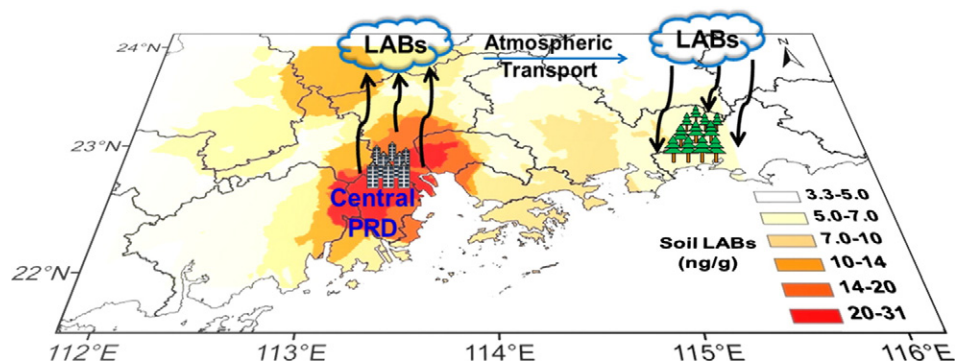 LABs
Atmospheric
Transport
LABs
N
24°N
23°N
22°N
Central
PRD
Soil LABs
(ng/g)
3.3-5.0
5.0-7.0
7.0-10
10-14
14-20
20-31
112°E
113°E
114°E
115°E
116°E